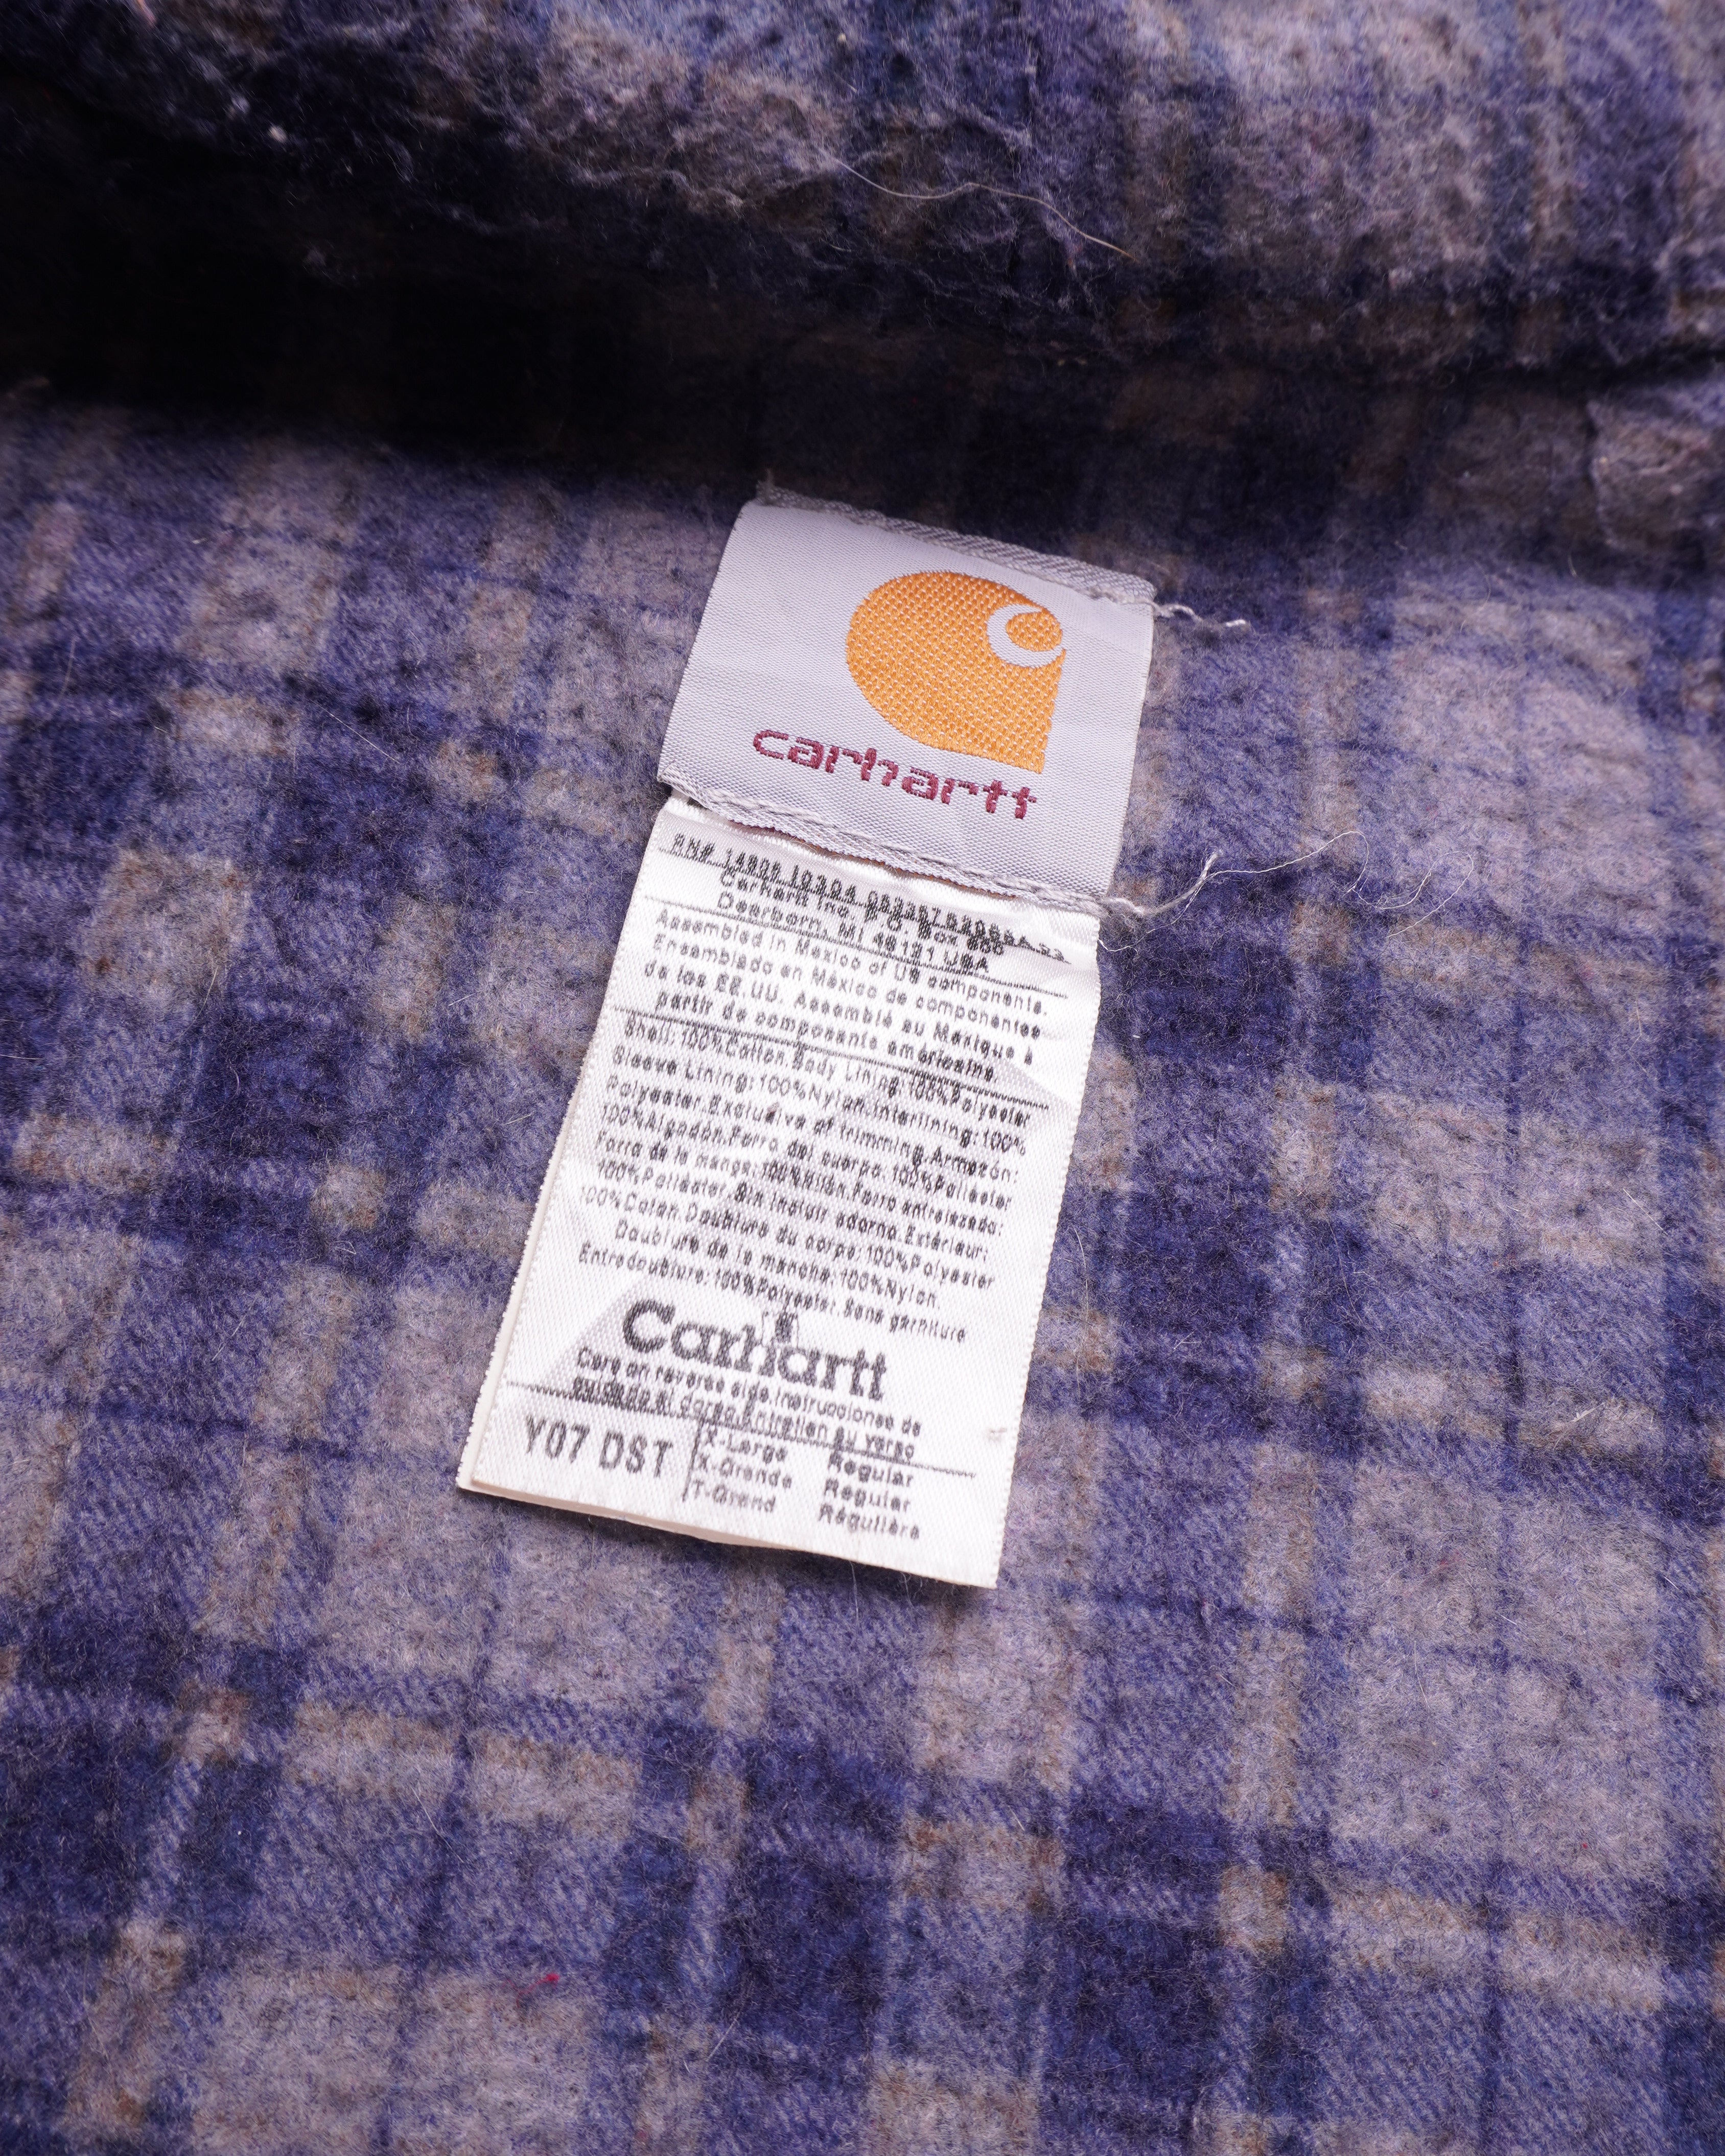 carhartt
RN# 14806 10304
Carhartt Inc. P.O. Box 600
Dearborn, MI 48121 USA
Assembled in Mexico of US components.
Ensamblado en México de componentes
de los EE.UU. Assemblé au Mexique à
partir de composants américains.
Shell:100%Cotton.Body Lining:100%Polyester
Sleeve Lining:100%Nylon.Interlining:100%
Polyester.Exclusive of trimming.Armazón:
100%Algodón.Forro del cuerpo:100%Poliester
Forro de la manga:100%Nilón.Forro entrelazado:
100%Poliéster.Sin incluir adorno.Extérieur:
100%Coton.Doublure du corps:100%Polyester
Doublure de la manche:100%Nylon.
Entredoublure:100%Polyester.Sans garniture
Carhartt
Care on reverse side.Instrucciones de
cuidado al dorso.Entretien au verso
Y07 DST X-Large Regular
X-Grande Regular
T-Grand Régulière